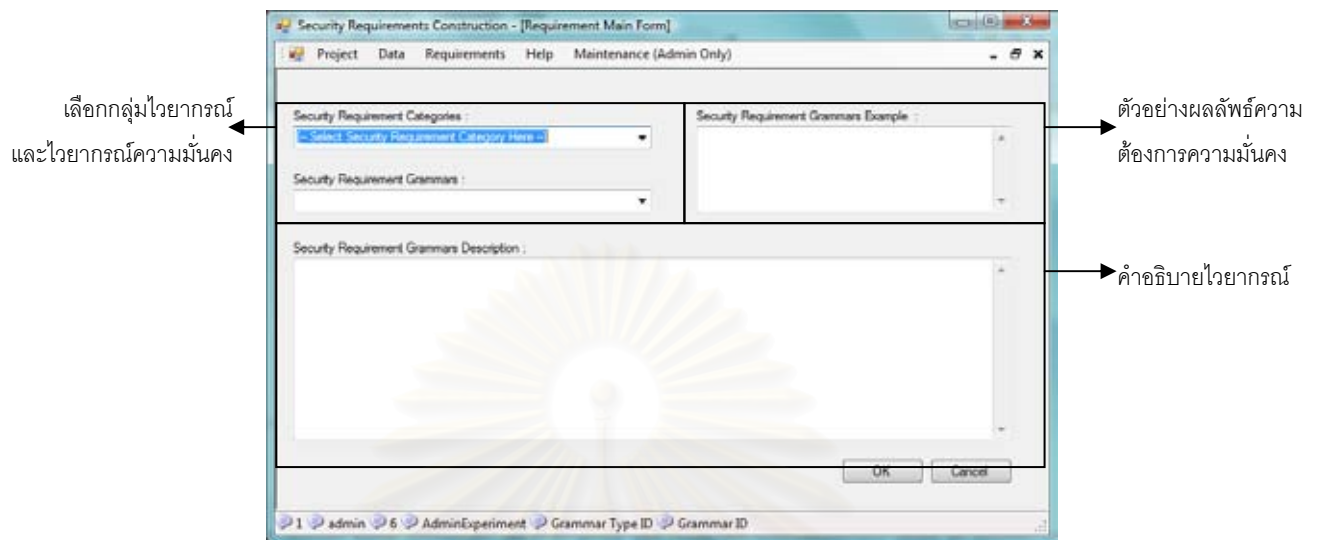 Security Requirements Construction - [Requirement Main Form]
Project Data Requirements Help Maintenance (Admin Only)
เลือกกลุ่มไวยากรณ์
และไวยากรณ์ความมั่นคง
Security Requirement Categories :
-- Select Security Requirement Category Here --
Security Requirement Grammars :
Security Requirement Grammars Example :
ตัวอย่างผลลัพธ์ความ
ต้องการความมั่นคง
Security Requirement Grammars Description :
คำอธิบายไวยากรณ์
OK Cancel
1 admin 6 AdminExperiment Grammar Type ID Grammar ID